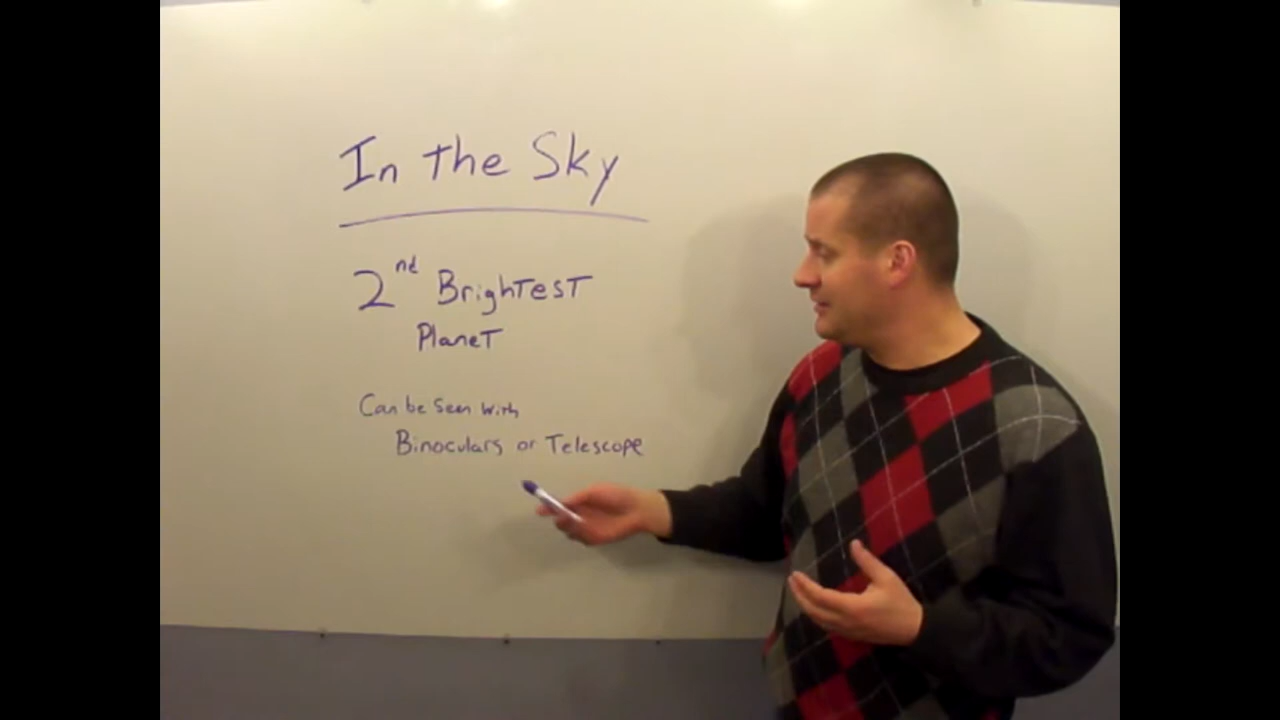 In the Sky
2nd Brightest
Planet
Can be seen with
Binoculars or Telescope